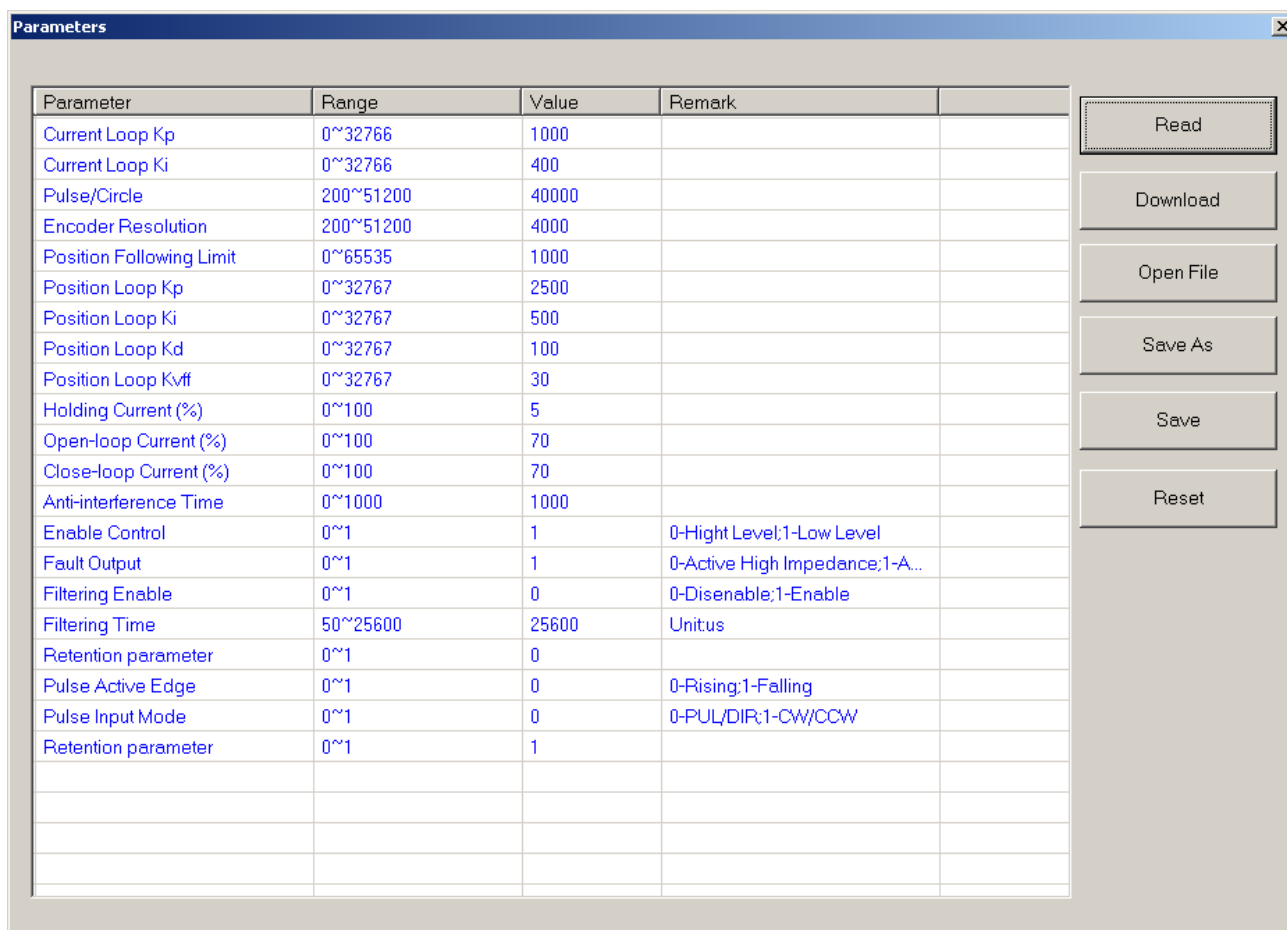 Parameters
Parameter Range Value Remark
Current Loop Kp 0~32766 1000
Current Loop Ki 0~32766 400
Pulse/Circle 200~51200 40000
Encoder Resolution 200~51200 4000
Position Following Limit 0~65535 1000
Position Loop Kp 0~32767 2500
Position Loop Ki 0~32767 500
Position Loop Kd 0~32767 100
Position Loop Kvff 0~32767 30
Holding Current (%) 0~100 5
Open-loop Current (%) 0~100 70
Close-loop Current (%) 0~100 70
Anti-interference Time 0~1000 1000
Enable Control 0~1 1 0-Hight Level;1-Low Level
Fault Output 0~1 1 0-Active High Impedance;1-A...
Filtering Enable 0~1 0 0-Disenable;1-Enable
Filtering Time 50~25600 25600 Unit:us
Retention parameter 0~1 0
Pulse Active Edge 0~1 0 0-Rising;1-Falling
Pulse Input Mode 0~1 0 0-PUL/DIR;1-CW/CCW
Retention parameter 0~1 1
Read
Download
Open File
Save As
Save
Reset